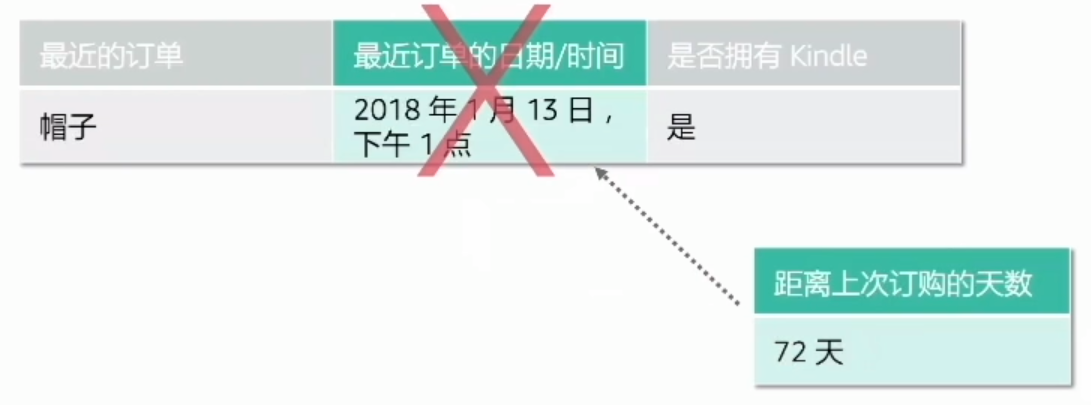 最近的订单
最近订单的日期/时间
是否拥有 Kindle
帽子
2018 年 1 月 13 日，
下午 1 点
是
距离上次订购的天数
72 天